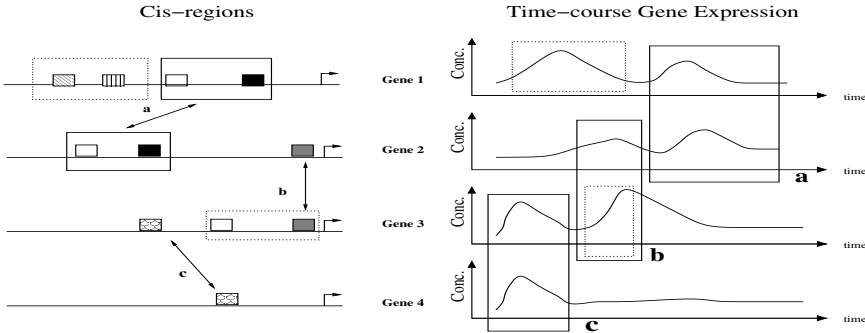 Cis−regions
Time−course Gene Expression
Gene 1
Conc.
time
a
Gene 2
Conc.
time
a
b
Gene 3
Conc.
time
b
c
Gene 4
Conc.
time
c